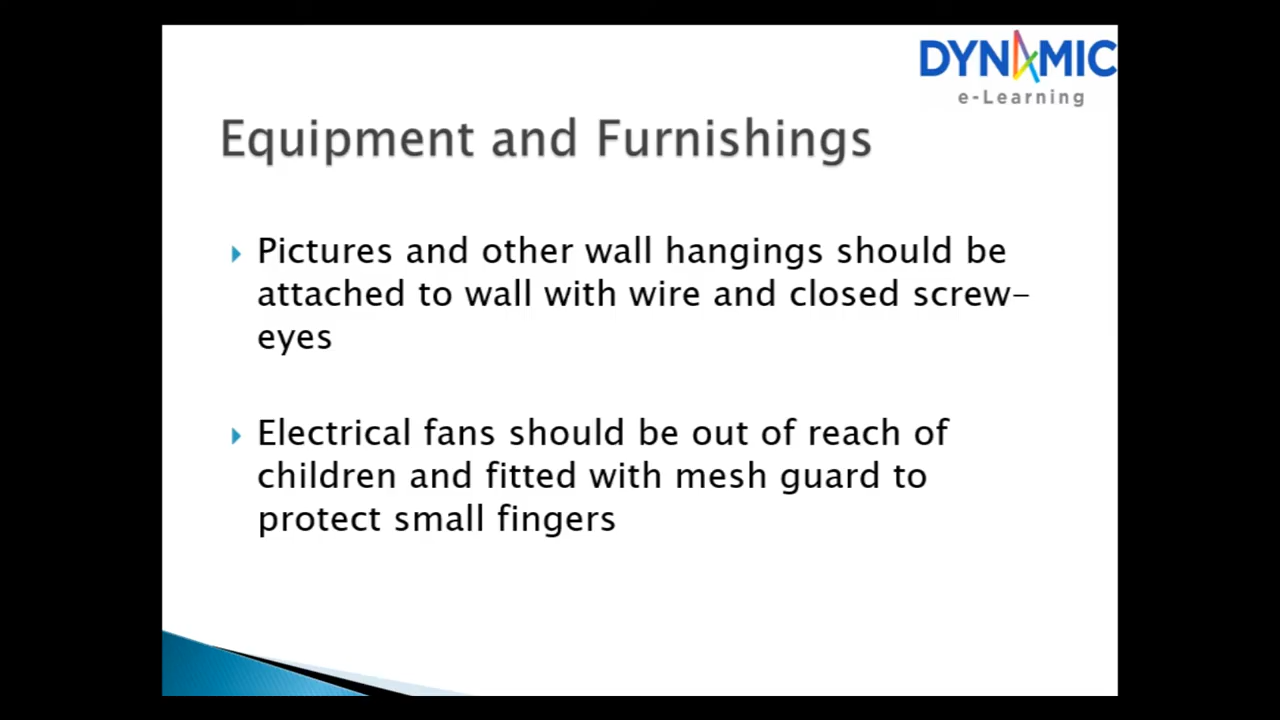 DYNAMIC
e-Learning
Equipment and Furnishings
Pictures and other wall hangings should be
attached to wall with wire and closed screw-
eyes
Electrical fans should be out of reach of
children and fitted with mesh guard to
protect small fingers